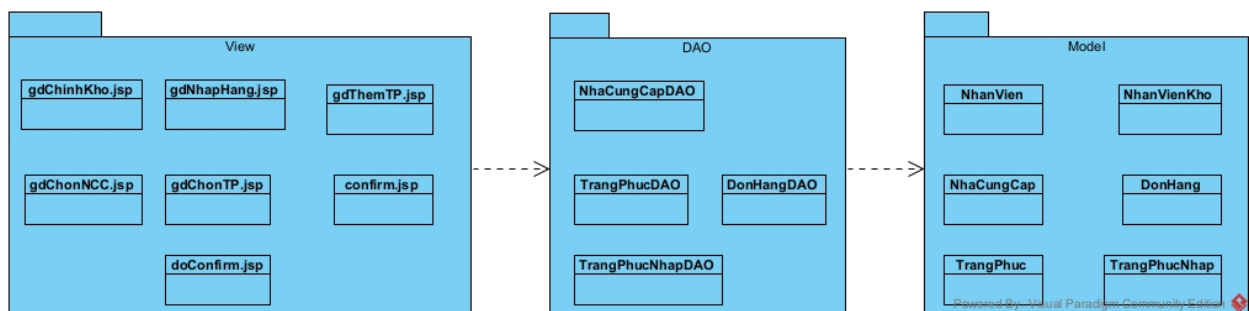 View
gdChinhKho.jsp
gdNhapHang.jsp
gdThemTP.jsp
gdChonNCC.jsp
gdChonTP.jsp
confirm.jsp
doConfirm.jsp
DAO
NhaCungCapDAO
TrangPhucDAO
DonHangDAO
TrangPhucNhapDAO
Model
NhanVien
NhanVienKho
NhaCungCap
DonHang
TrangPhuc
TrangPhucNhap
Powered By: Visual Paradigm Community Edition